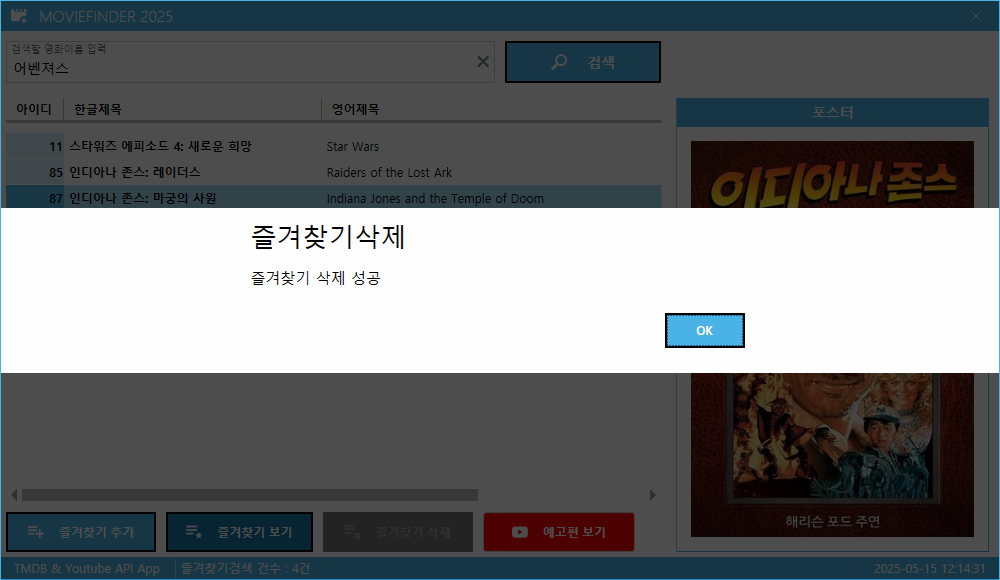 MOVIEFINDER 2025
검색할 영화이름 입력
어벤져스
검색
아이디 한글제목 영어제목
포스터
11 스타워즈 에피소드 4: 새로운 희망 Star Wars
85 인디아나 존스: 레이더스 Raiders of the Lost Ark
87 인디아나 존스: 마궁의 사원 Indiana Jones and the Temple of Doom
인디아나 존스
즐겨찾기삭제
즐겨찾기 삭제 성공
OK
해리슨 포드 주연
즐겨찾기 추가 즐겨찾기 보기 즐겨찾기 삭제 예고편 보기
TMDB & Youtube API App 즐겨찾기검색 건수 : 4건 2025-05-15 12:14:31